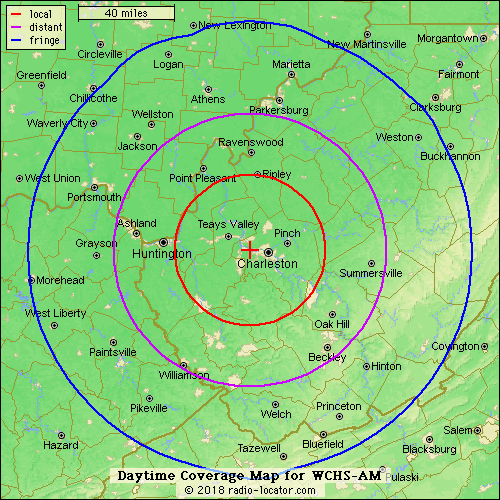 local
distant
fringe
40 miles
New Lexington
New Martinsville
Morgantown
Circleville
Logan
Marietta
Fairmont
Greenfield
Chillicothe
Athens
Parkersburg
Clarksburg
Waverly City
Wellston
Jackson
Ravenswood
Weston
Buckhannon
West Union
Portsmouth
Point Pleasant
Ripley
Ashland
Teays Valley
Pinch
Grayson
Huntington
Charleston
Summersville
Morehead
West Liberty
Oak Hill
Paintsville
Beckley
Covington
Williamson
Hinton
Pikeville
Welch
Princeton
Hazard
Tazewell
Bluefield
Blacksburg
Salem
Pulaski
Daytime Coverage Map for WCHS-AM
© 2018 radio-locator.com